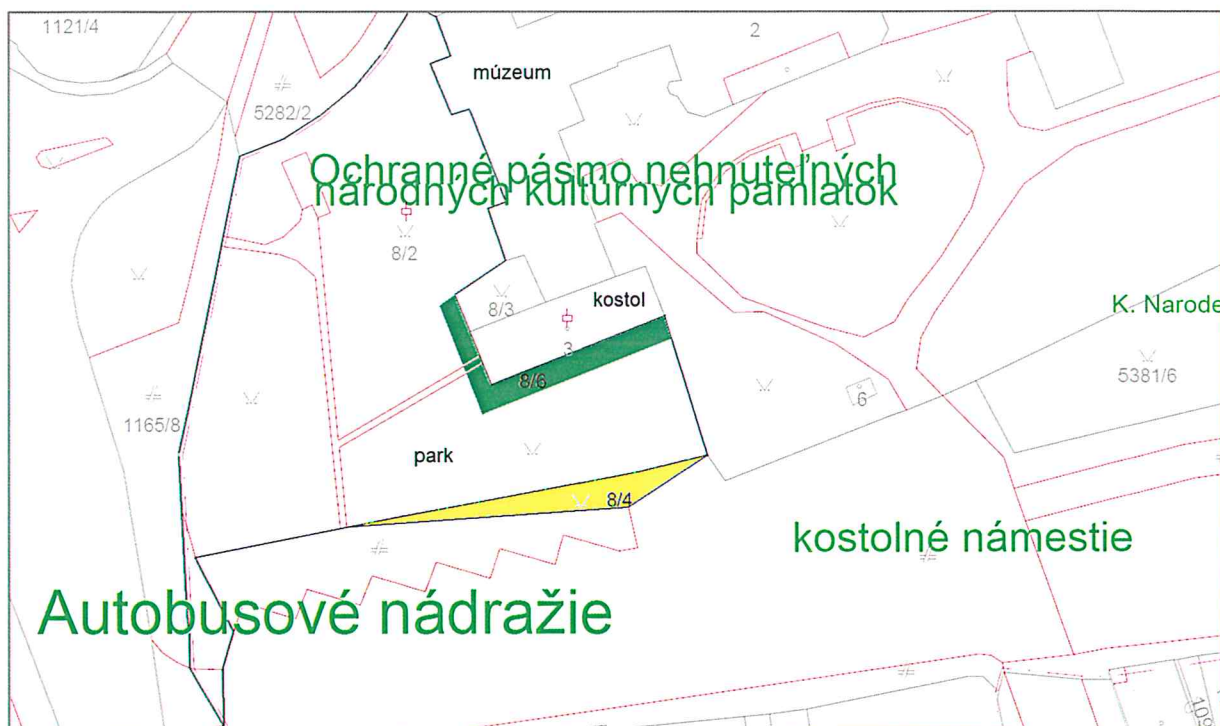 1121/4
2
múzeum
5282/2
Ochranné pásmo nehnuteľných
národných kultúrnych pamiatok
8/2
8/3
kostol
K. Narode
3
8/6
5381/6
6
1165/8
park
8/4
kostolné námestie
Autobusové nádražie
109